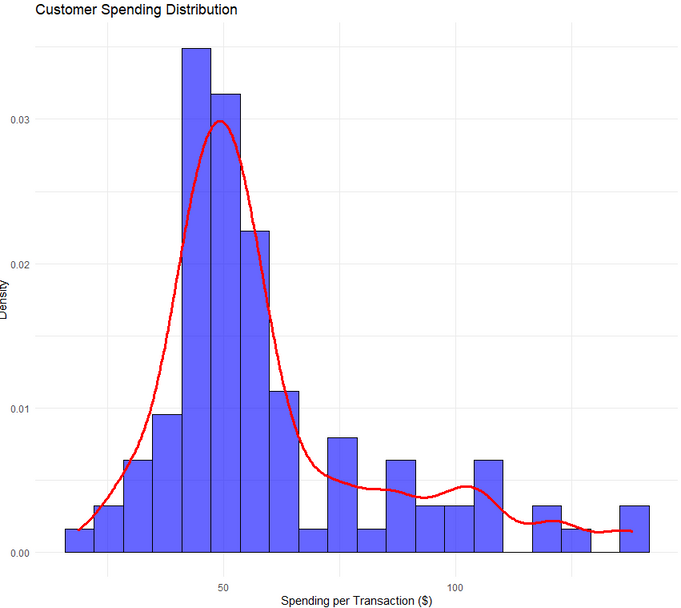 Customer Spending Distribution
0.03
0.02
0.01
0.00
Density
50
100
Spending per Transaction ($)